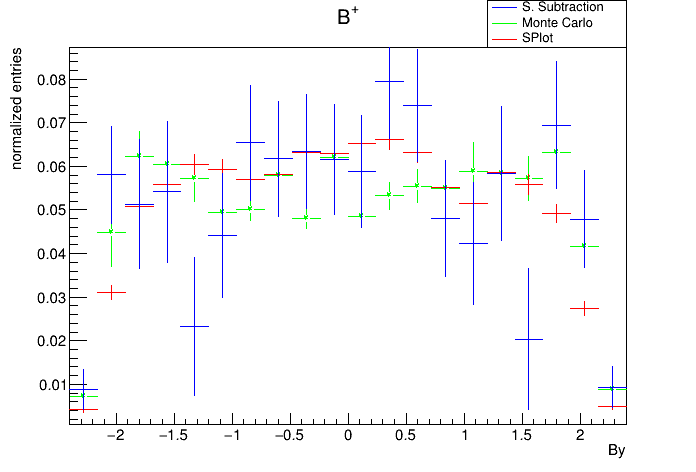 B+
S. Subtraction
Monte Carlo
SPlot
normalized entries
0.08
0.07
0.06
0.05
0.04
0.03
0.02
0.01
−2 −1.5 −1 −0.5 0 0.5 1 1.5 2
By